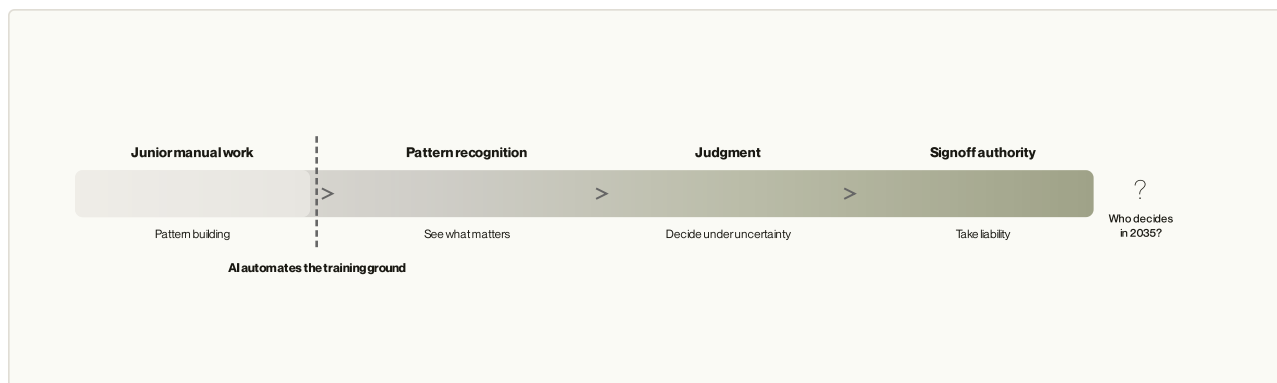 Junior manual work
Pattern recognition
Judgment
Signoff authority
>
>
>
?
Pattern building
See what matters
Decide under uncertainty
Take liability
Who decides
in 2035?
AI automates the training ground